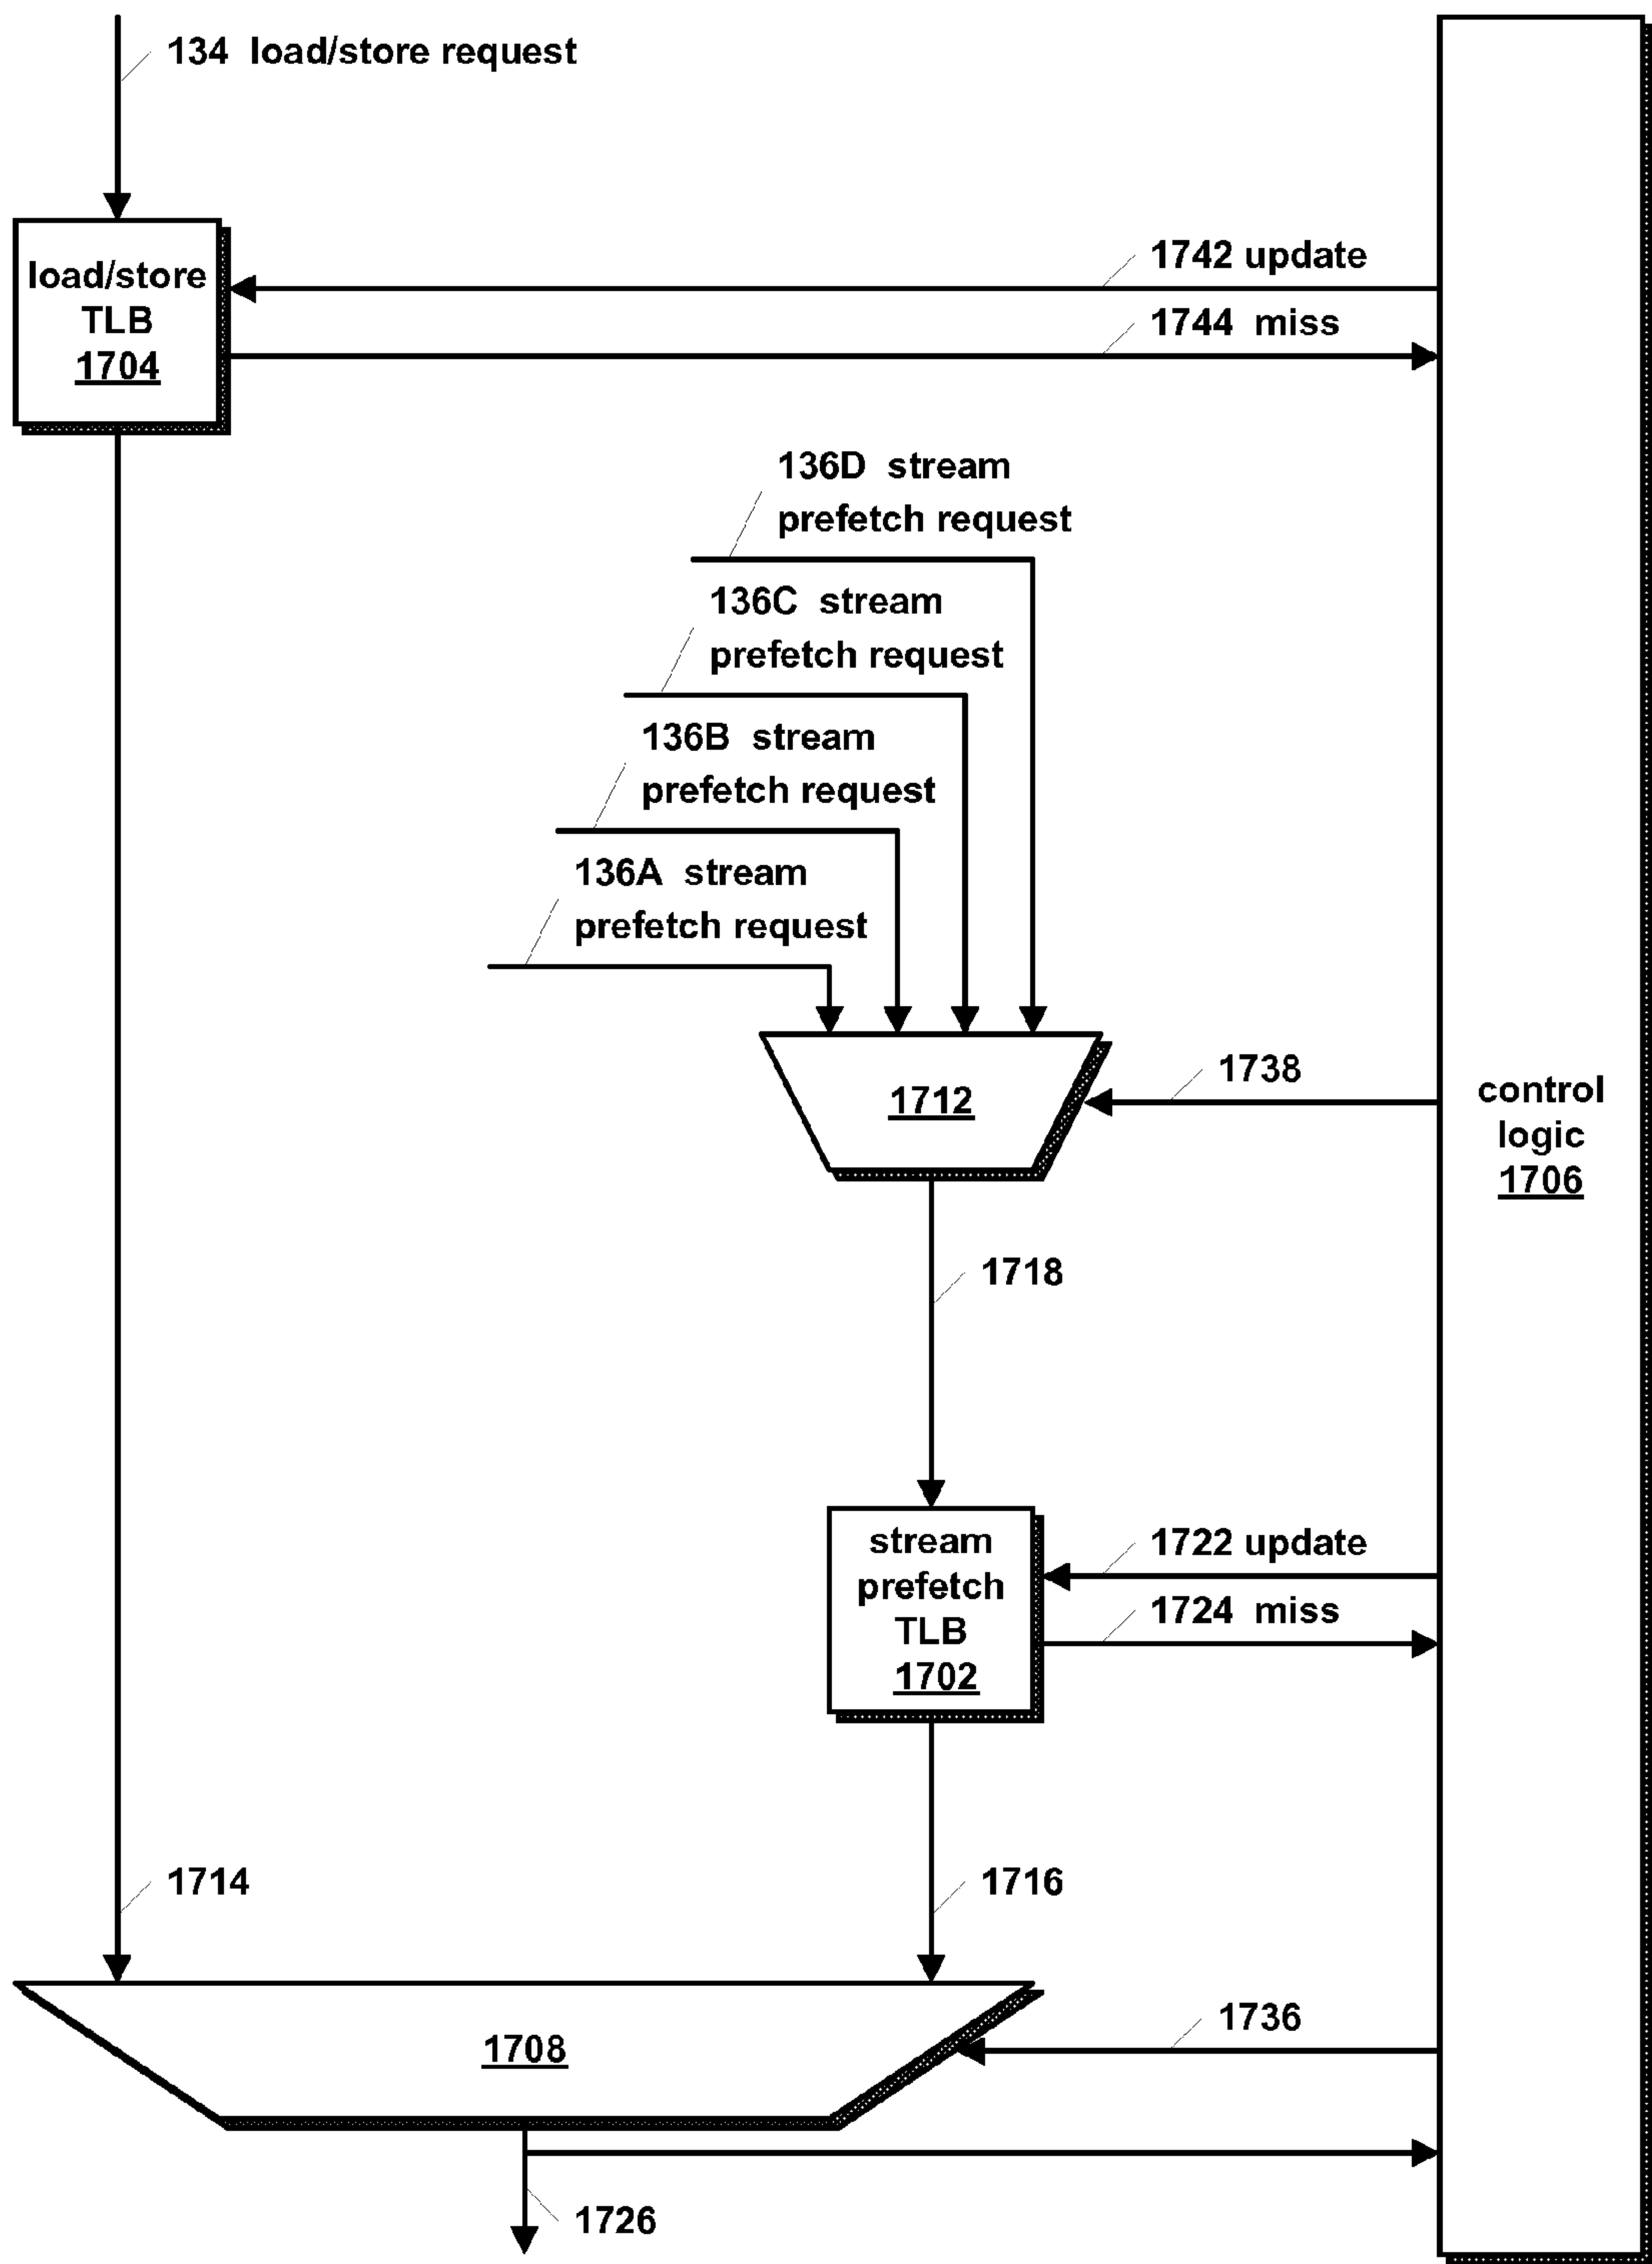 134 load/store request
load/store
TLB
1704
1742 update
1744 miss
136D stream
prefetch request
136C stream
prefetch request
136B stream
prefetch request
136A stream
prefetch request
1712
1738
control
logic
1706
1718
stream
prefetch
TLB
1702
1722 update
1724 miss
1714
1716
1708
1736
1726